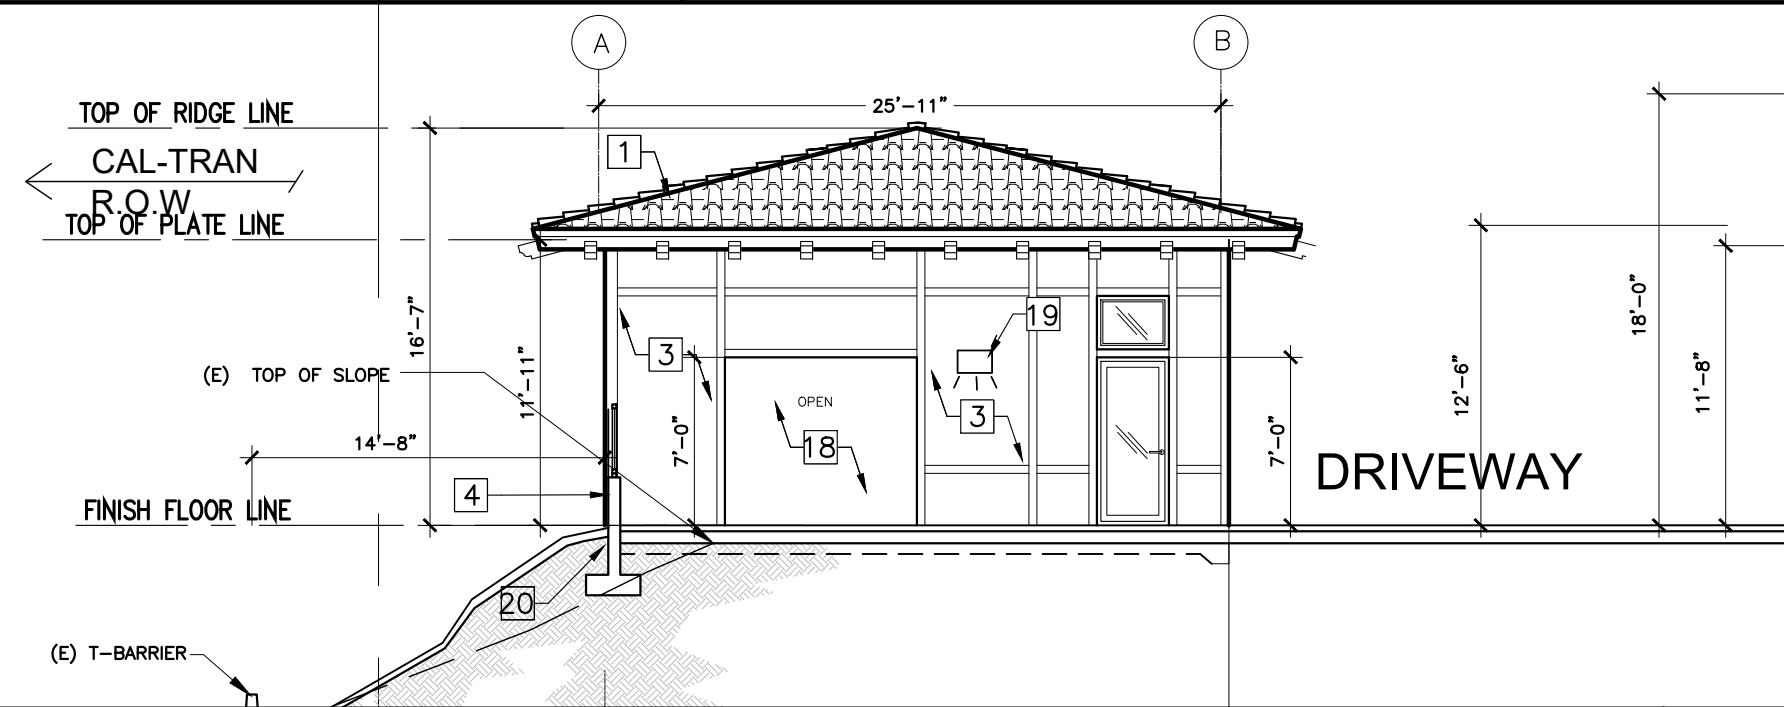 A
B
25'-11"
TOP OF RIDGE LINE
CAL-TRAN
R.O.W
TOP OF PLATE LINE
1
16'-7"
11'-11"
18'-0"
12'-6"
11'-8"
19
3
(E) TOP OF SLOPE
OPEN
3
18
7'-0"
7'-0"
14'-8"
DRIVEWAY
4
FINISH FLOOR LINE
20
(E) T-BARRIER